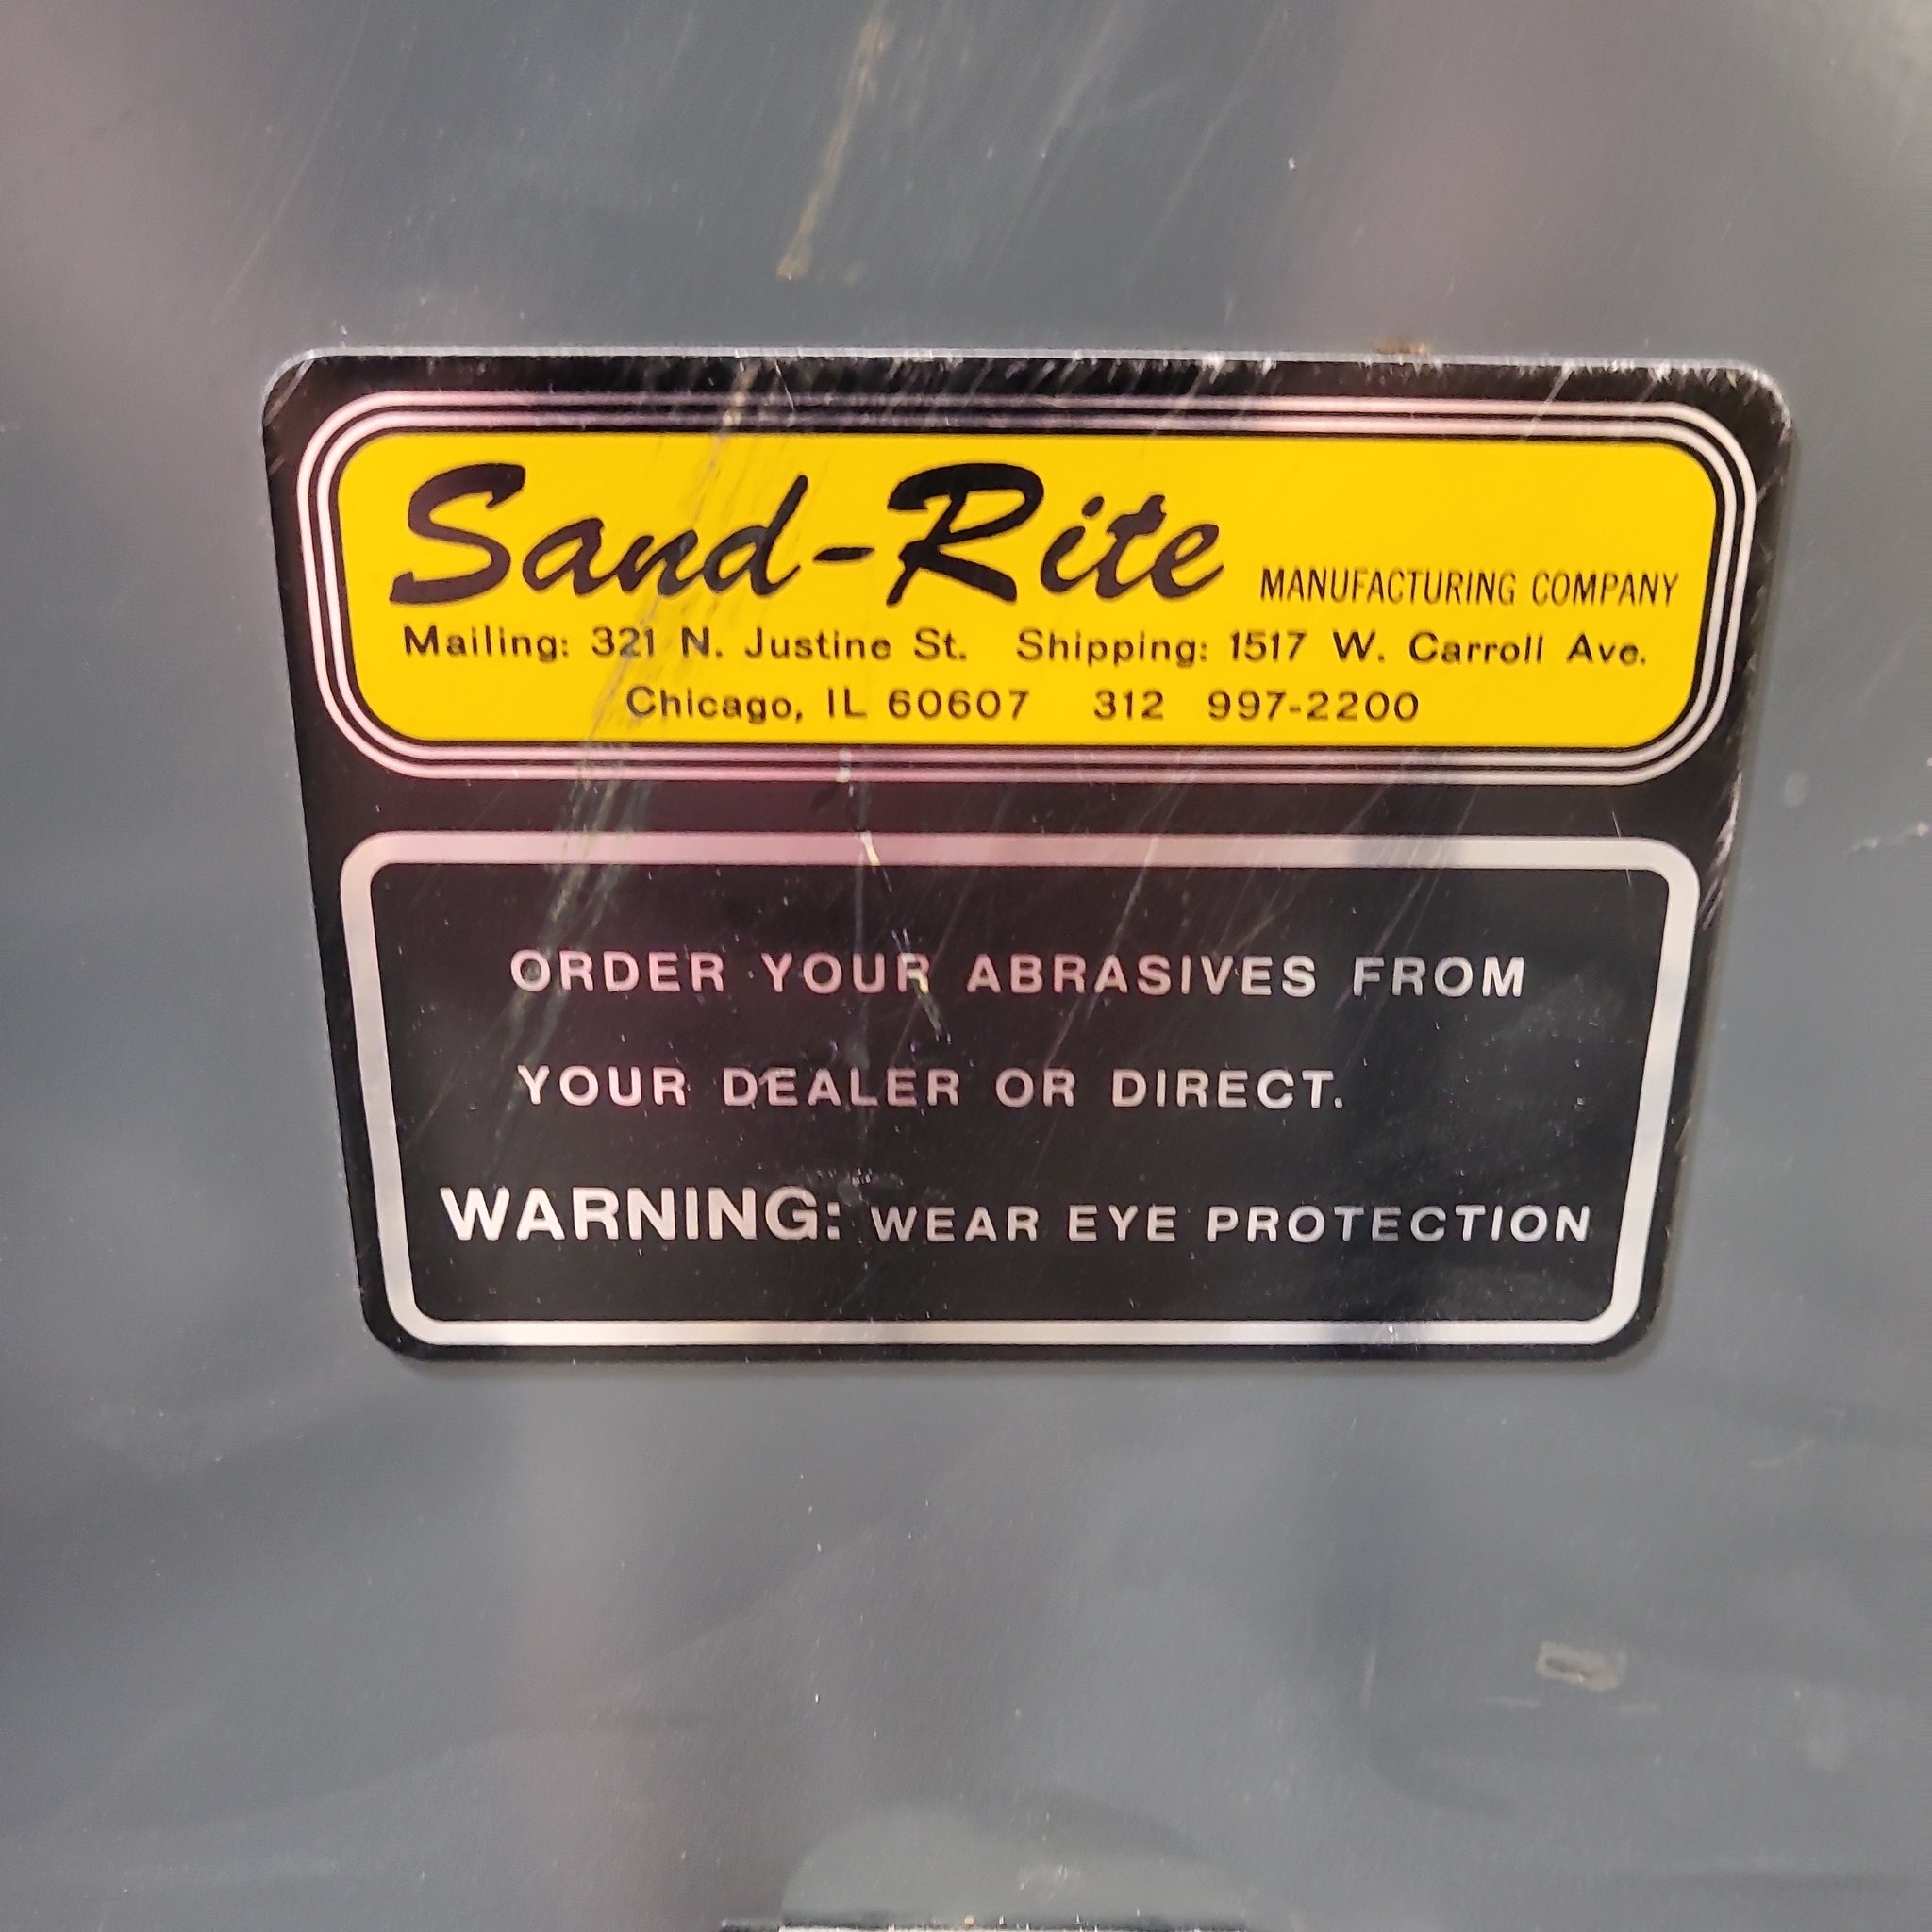 Sand-Rite MANUFACTURING COMPANY
Mailing: 321 N. Justine St. Shipping: 1517 W. Carroll Ave.
Chicago, IL 60607 312 997-2200
ORDER YOUR ABRASIVES FROM
YOUR DEALER OR DIRECT.
WARNING: WEAR EYE PROTECTION